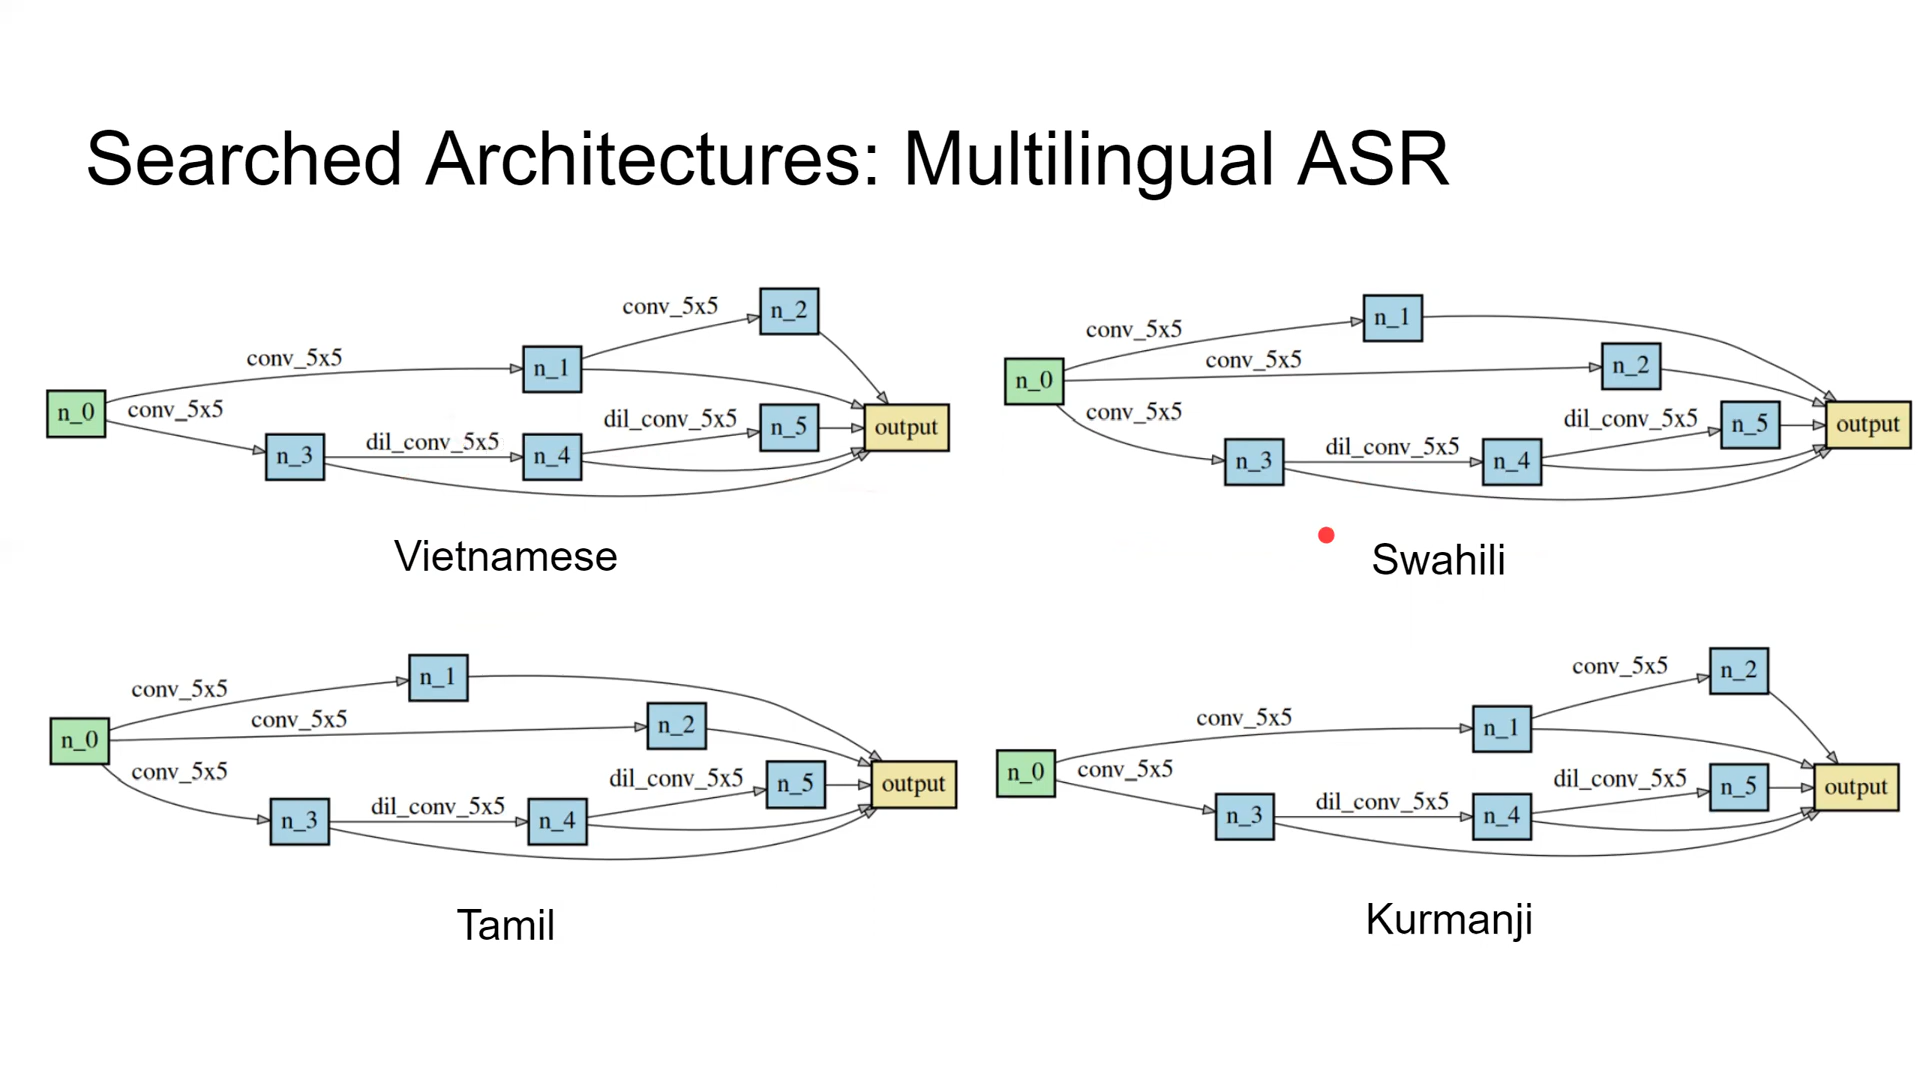 Searched Architectures: Multilingual ASR
conv_5x5
n_2
conv_5x5
n_1
n_0
conv_5x5
dil_conv_5x5
n_5
output
n_3
dil_conv_5x5
n_4
Vietnamese
conv_5x5
n_1
n_0
conv_5x5
n_2
conv_5x5
dil_conv_5x5
n_5
output
n_3
dil_conv_5x5
n_4
Swahili
conv_5x5
n_1
n_0
conv_5x5
n_2
conv_5x5
dil_conv_5x5
n_5
output
n_3
dil_conv_5x5
n_4
Tamil
conv_5x5
n_2
conv_5x5
n_1
n_0
conv_5x5
dil_conv_5x5
n_5
output
n_3
dil_conv_5x5
n_4
Kurmanji